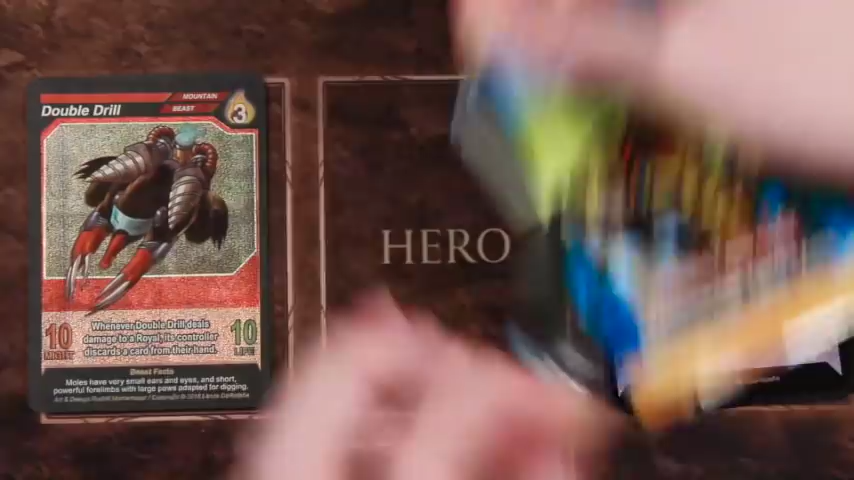 MOUNTAIN
Double Drill
BEAST
3
HERO
10
MIGHT
Whenever Double Drill deals
damage to a Royal, its controller
discards a card from their hand.
10
LIFE
Beast Facts
Moles have very small ears and eyes, and short,
powerful forelimbs with large paws adapted for digging.